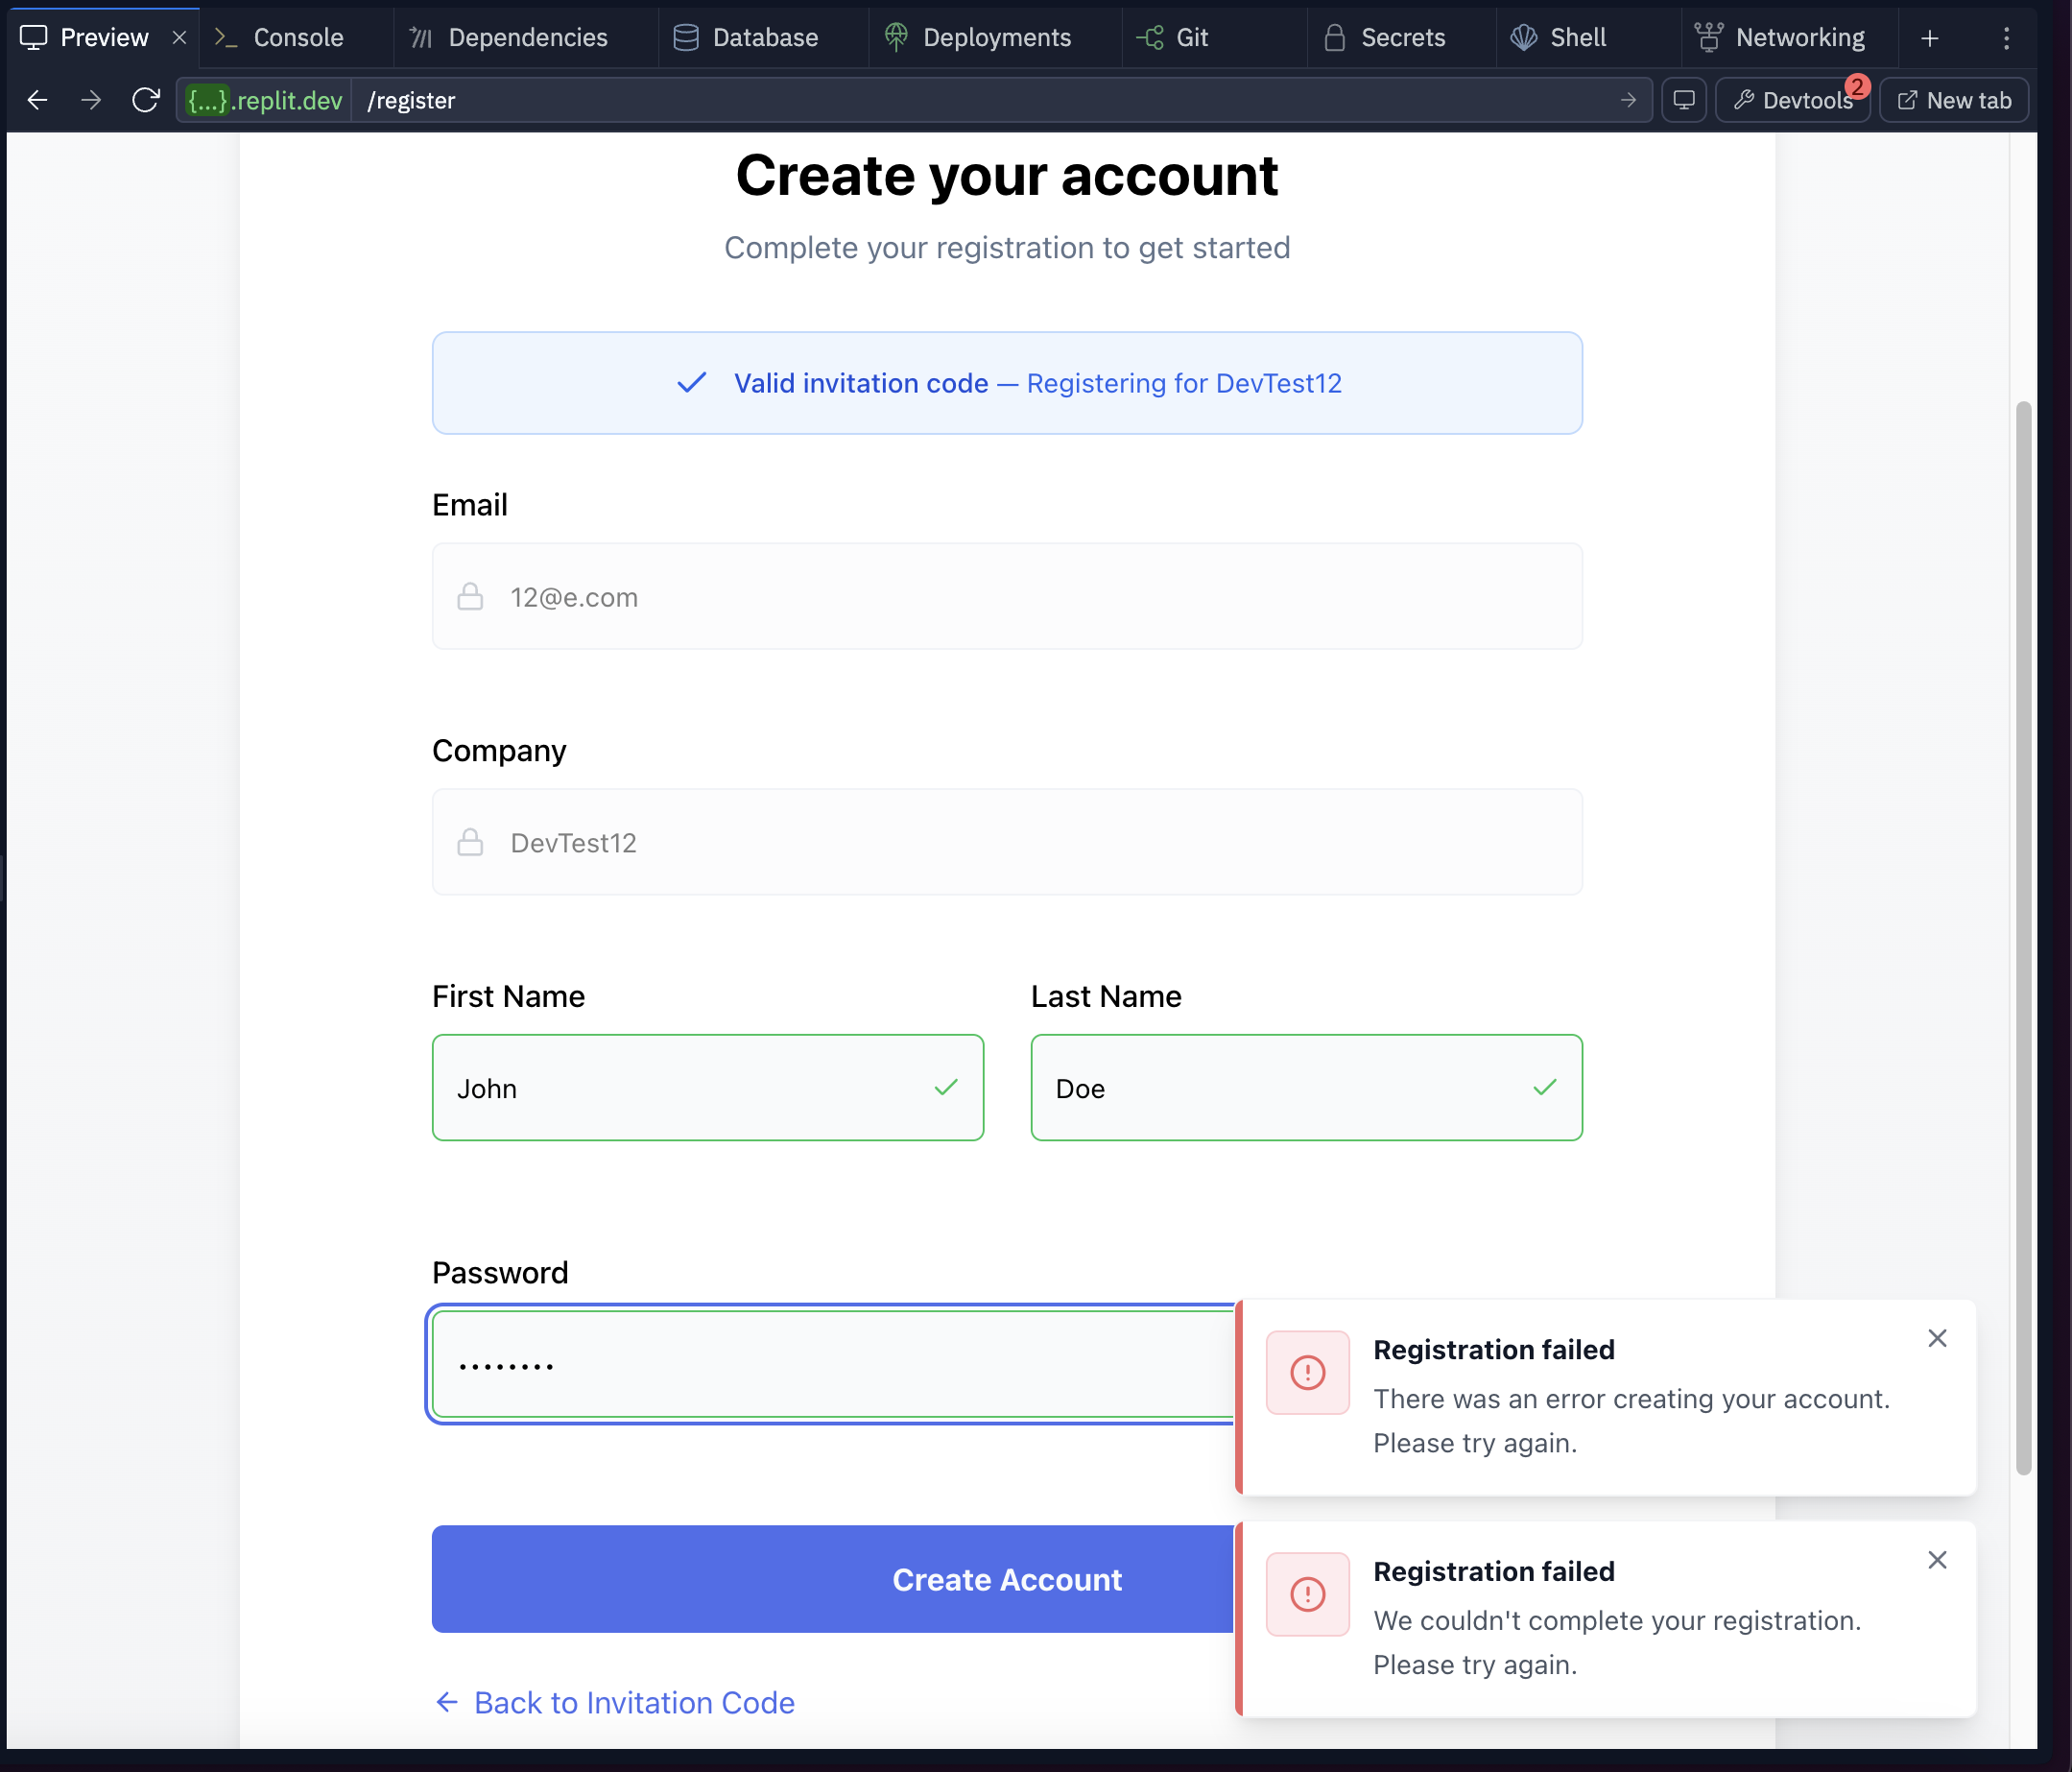 Preview
Console
Dependencies
Database
Deployments
Git
Secrets
Shell
Networking
{...}.replit.dev
/register
Devtools
2
New tab
Create your account
Complete your registration to get started
Valid invitation code — Registering for DevTest12
Email
12@e.com
Company
DevTest12
First Name
Last Name
John
Doe
Password
Registration failed
There was an error creating your account.
Please try again.
Create Account
Registration failed
We couldn't complete your registration.
Please try again.
Back to Invitation Code